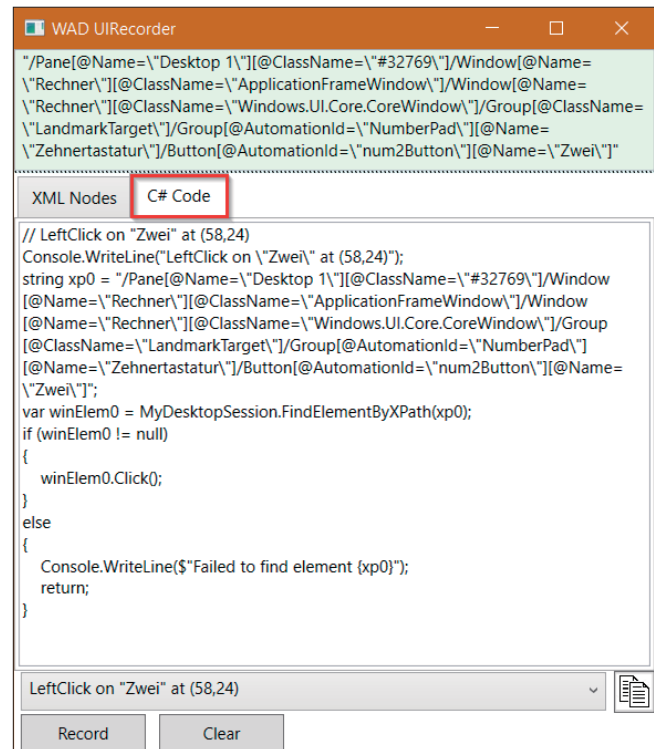 WAD UIRecorder
"/Pane[@Name=\"Desktop 1\"][@ClassName=\"#32769\"]/Window[@Name=
\"Rechner\"][@ClassName=\"ApplicationFrameWindow\"]/Window[@Name=
\"Rechner\"][@ClassName=\"Windows.UI.Core.CoreWindow\"]/Group[@ClassName=
\"LandmarkTarget\"]/Group[@AutomationId=\"NumberPad\"][@Name=
\"Zehnertastatur\"]/Button[@AutomationId=\"num2Button\"][@Name=\"Zwei\"]"
XML Nodes C# Code
// LeftClick on "Zwei" at (58,24)
Console.WriteLine("LeftClick on \"Zwei\" at (58,24)");
string xp0 = "/Pane[@Name=\"Desktop 1\"][@ClassName=\"#32769\"]/Window
[@Name=\"Rechner\"][@ClassName=\"ApplicationFrameWindow\"]/Window
[@Name=\"Rechner\"][@ClassName=\"Windows.UI.Core.CoreWindow\"]/Group
[@ClassName=\"LandmarkTarget\"]/Group[@AutomationId=\"NumberPad\"]
[@Name=\"Zehnertastatur\"]/Button[@AutomationId=\"num2Button\"][@Name=
\"Zwei\"]";
var winElem0 = MyDesktopSession.FindElementByXPath(xp0);
if (winElem0 != null)
{
winElem0.Click();
}
else
{
Console.WriteLine($"Failed to find element {xp0}");
return;
}
LeftClick on "Zwei" at (58,24)
Record Clear